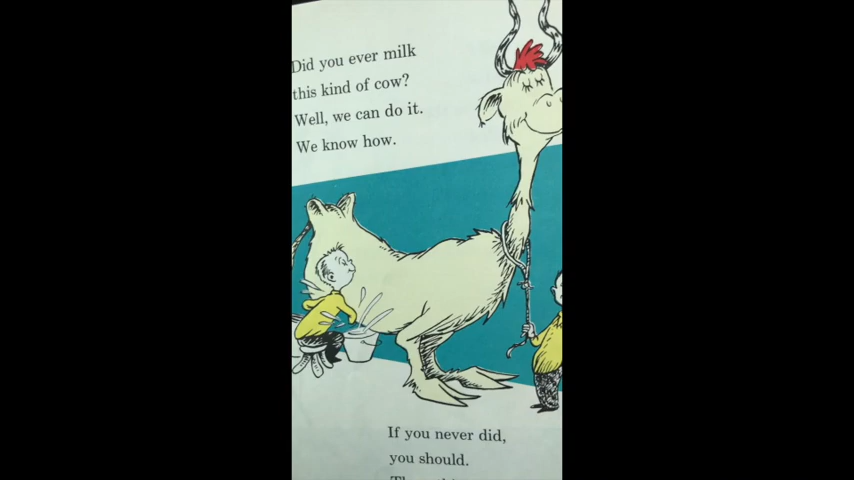 Did you ever milk
this kind of cow?
Well, we can do it.
We know how.
If you never did,
you should.